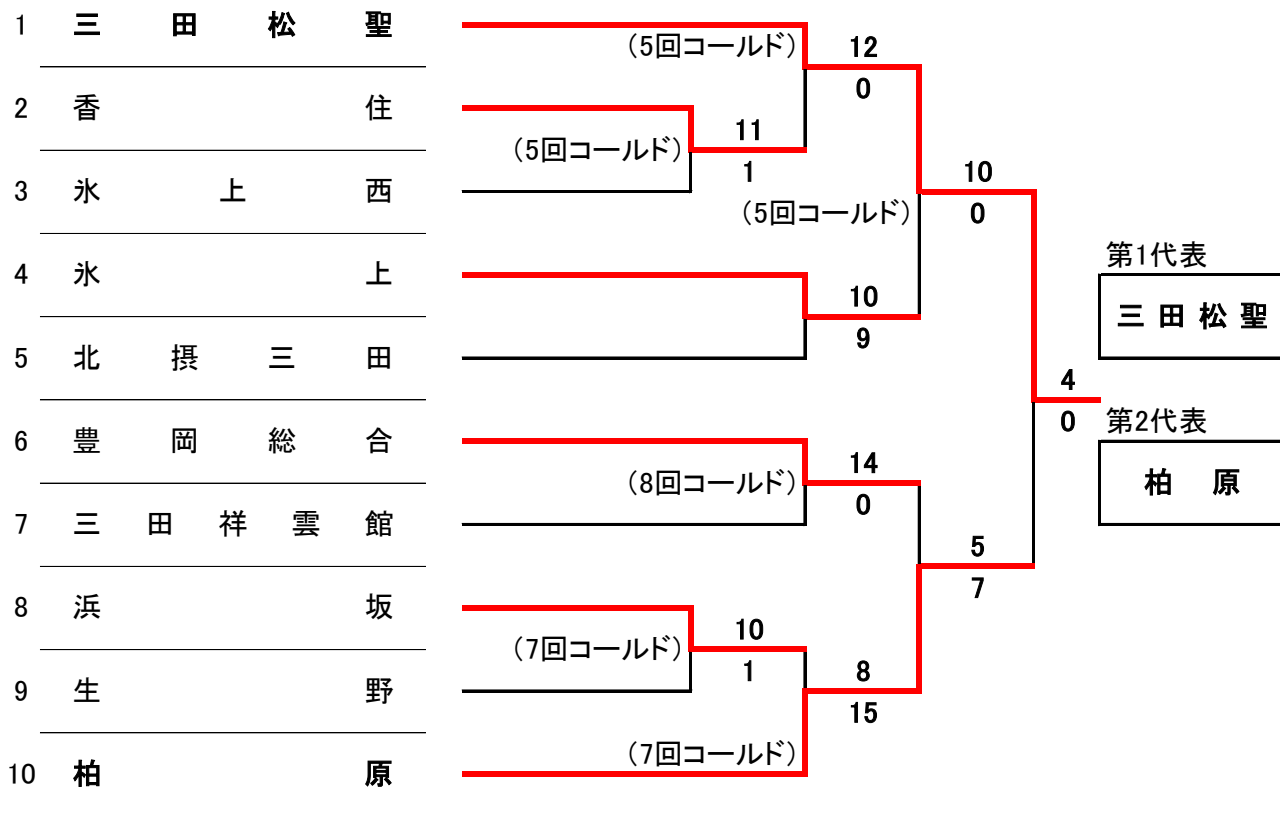 1 三田松聖
(5回コールド) 12
0
2 香住
(5回コールド) 11
1
3 氷上西
10
(5回コールド) 0
4 氷上
10
9
5 北摂三田
第1代表
三田松聖
4
0
第2代表
柏原
6 豊岡総合
(8回コールド) 14
0
7 三田祥雲館
5
7
8 浜坂
(7回コールド) 10
1
9 生野
8
15
(7回コールド)
10 柏原